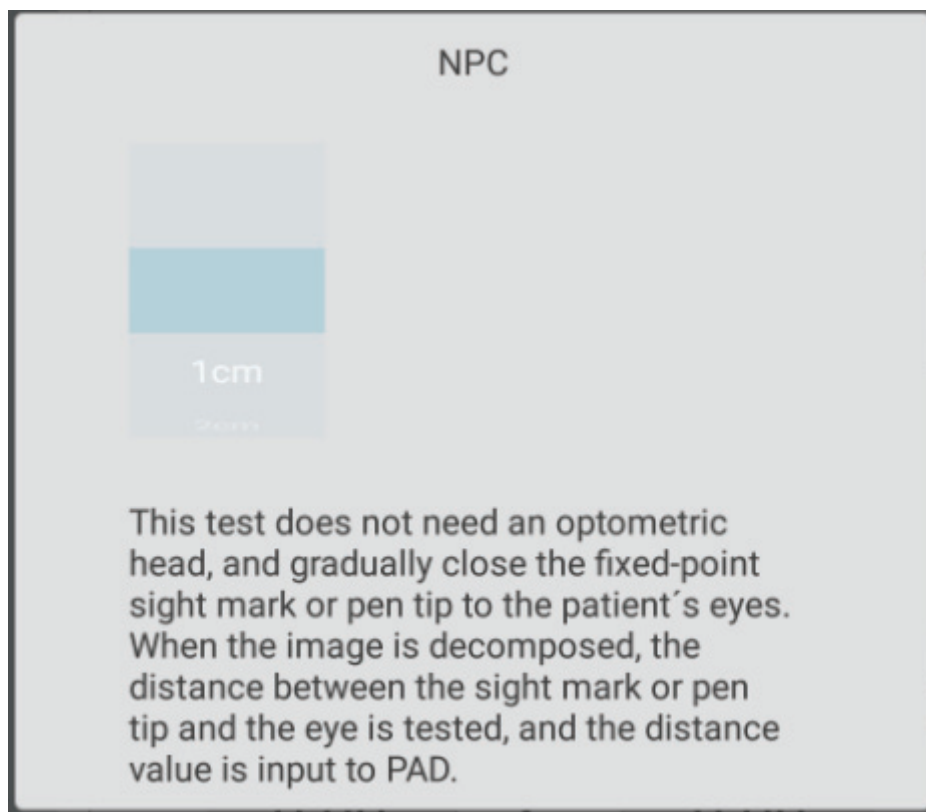 NPC
1cm
This test does not need an optometric
head, and gradually close the fixed-point
sight mark or pen tip to the patient´s eyes.
When the image is decomposed, the
distance between the sight mark or pen
tip and the eye is tested, and the distance
value is input to PAD.